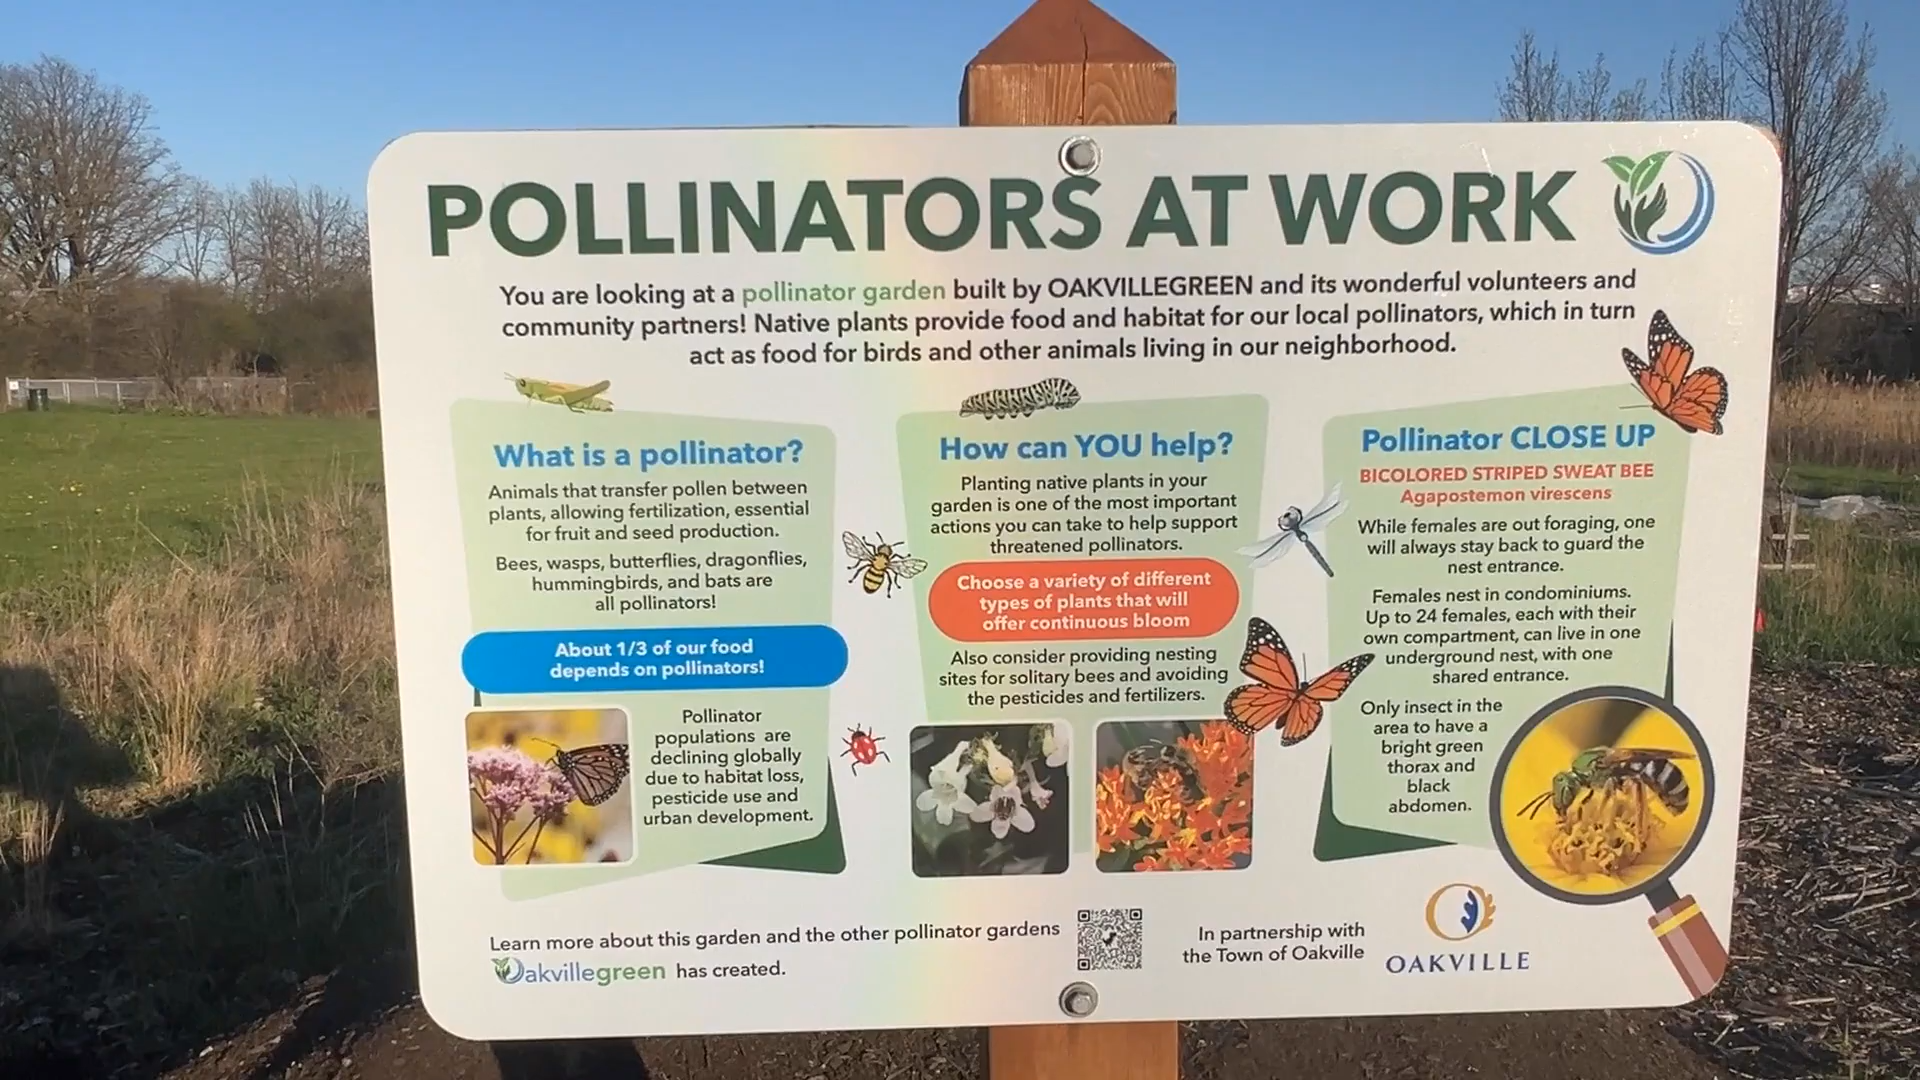 POLLINATORS AT WORK
You are looking at a pollinator garden built by OAKVILLEGREEN and its wonderful volunteers and
community partners! Native plants provide food and habitat for our local pollinators, which in turn
act as food for birds and other animals living in our neighborhood.
What is a pollinator?
Animals that transfer pollen between
plants, allowing fertilization, essential
for fruit and seed production.
Bees, wasps, butterflies, dragonflies,
hummingbirds, and bats are
all pollinators!
About 1/3 of our food
depends on pollinators!
Pollinator
populations are
declining globally
due to habitat loss,
pesticide use and
urban development.
How can YOU help?
Planting native plants in your
garden is one of the most important
actions you can take to help support
threatened pollinators.
Choose a variety of different
types of plants that will
offer continuous bloom
Also consider providing nesting
sites for solitary bees and avoiding
the pesticides and fertilizers.
Pollinator CLOSE UP
BICOLORED STRIPED SWEAT BEE
Agapostemon virescens
While females are out foraging, one
will always stay back to guard the
nest entrance.
Females nest in condominiums.
Up to 24 females, each with their
own compartment, can live in one
underground nest, with one
shared entrance.
Only insect in the
area to have a
bright green
thorax and
black
abdomen.
Learn more about this garden and the other pollinator gardens
Oakvillegreen has created.
In partnership with
the Town of Oakville
OAKVILLE